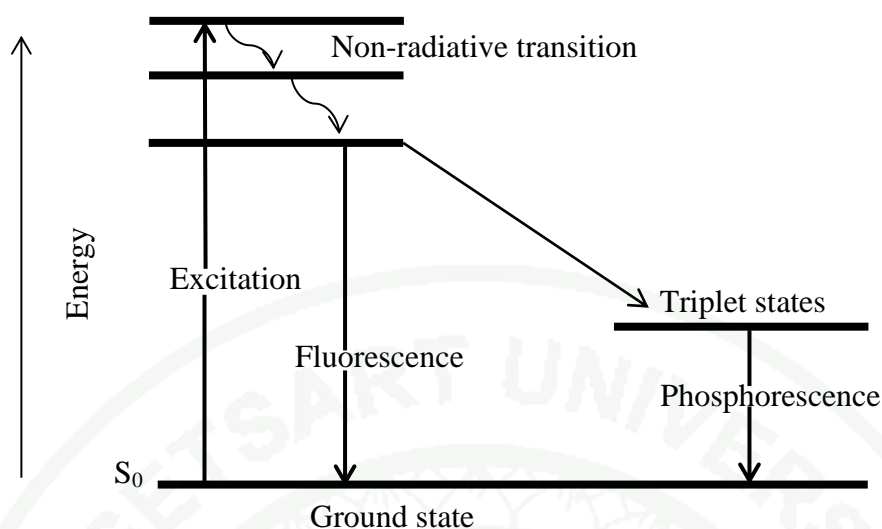 Non-radiative transition
Energy
Excitation
Triplet states
Fluorescence
Phosphorescence
S₀
Ground state